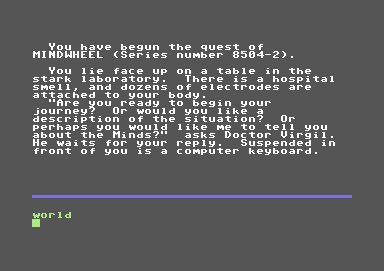 You have begun the quest of
MINDWHEEL (Series number 8504-2).
You lie face up on a table in the
stark laboratory. There is a hospital
smell, and dozens of electrodes are
attached to your body.
"Are you ready to begin your
journey? Or would you like a
description of the situation? Or
perhaps you would like me to tell you
about the Minds?" asks Doctor Virgil.
He waits for your reply. Suspended in
front of you is a computer keyboard.
world